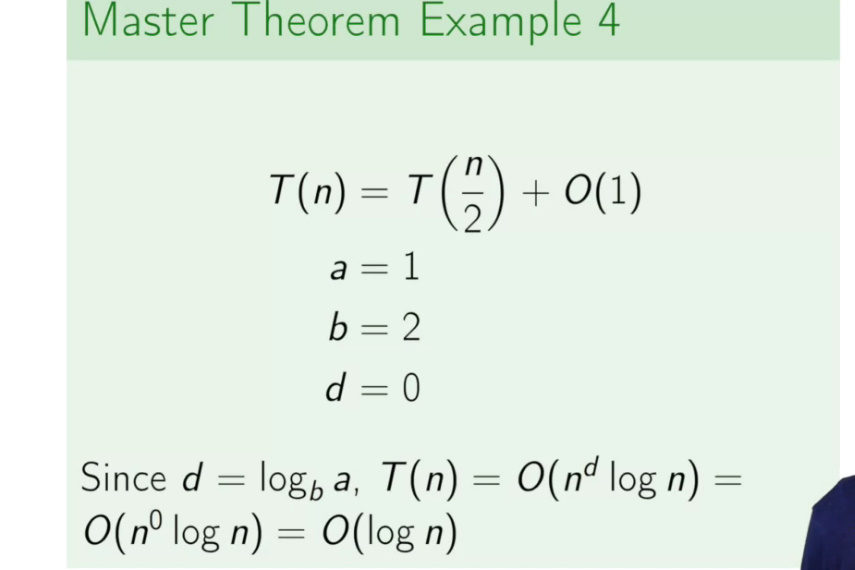 Master Theorem Example 4
T(n) = T(n/2) + O(1)
a = 1
b = 2
d = 0
Since d = log_b a, T(n) = O(n^d log n) =
O(n^0 log n) = O(log n)